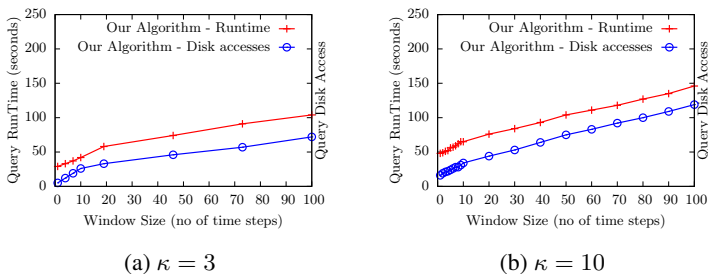 250
200
150
100
50
0
0 10 20 30 40 50 60 70 80 90 100
Query RunTime (seconds)
Query Disk Access
Window Size (no of time steps)
Our Algorithm - Runtime
Our Algorithm - Disk accesses
(a) κ = 3
250
200
150
100
50
0
0 10 20 30 40 50 60 70 80 90 100
Query RunTime (seconds)
Query Disk Access
Window Size (no of time steps)
Our Algorithm - Runtime
Our Algorithm - Disk accesses
(b) κ = 10